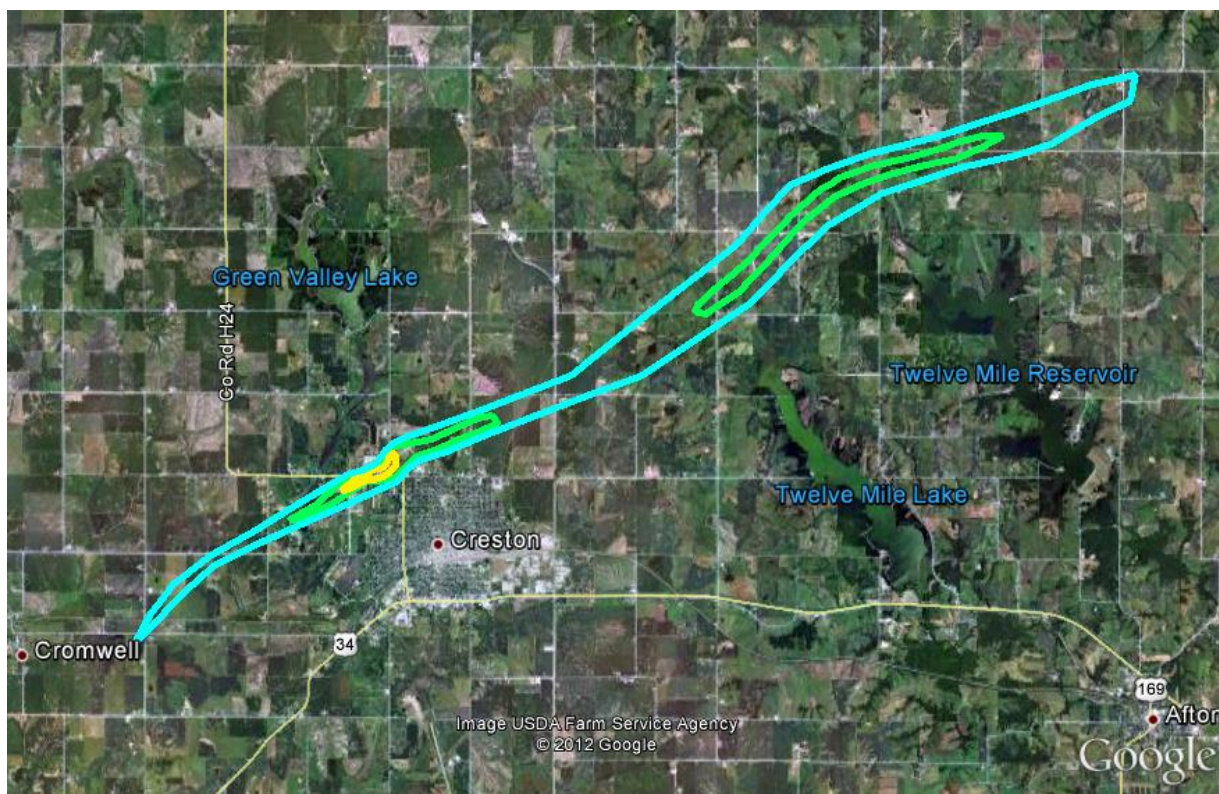 Green Valley Lake
Co Rd H24
Twelve Mile Reservoir
Twelve Mile Lake
Creston
Cromwell
34
169
Afton
Image USDA Farm Service Agency
© 2012 Google
Google